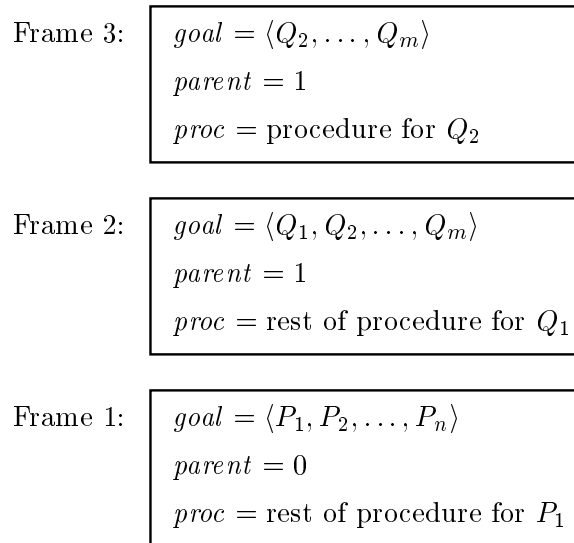 Frame 3: goal = ⟨Q₂, . . . , Qₘ⟩
parent = 1
proc = procedure for Q₂
Frame 2: goal = ⟨Q₁, Q₂, . . . , Qₘ⟩
parent = 1
proc = rest of procedure for Q₁
Frame 1: goal = ⟨P₁, P₂, . . . , Pₙ⟩
parent = 0
proc = rest of procedure for P₁